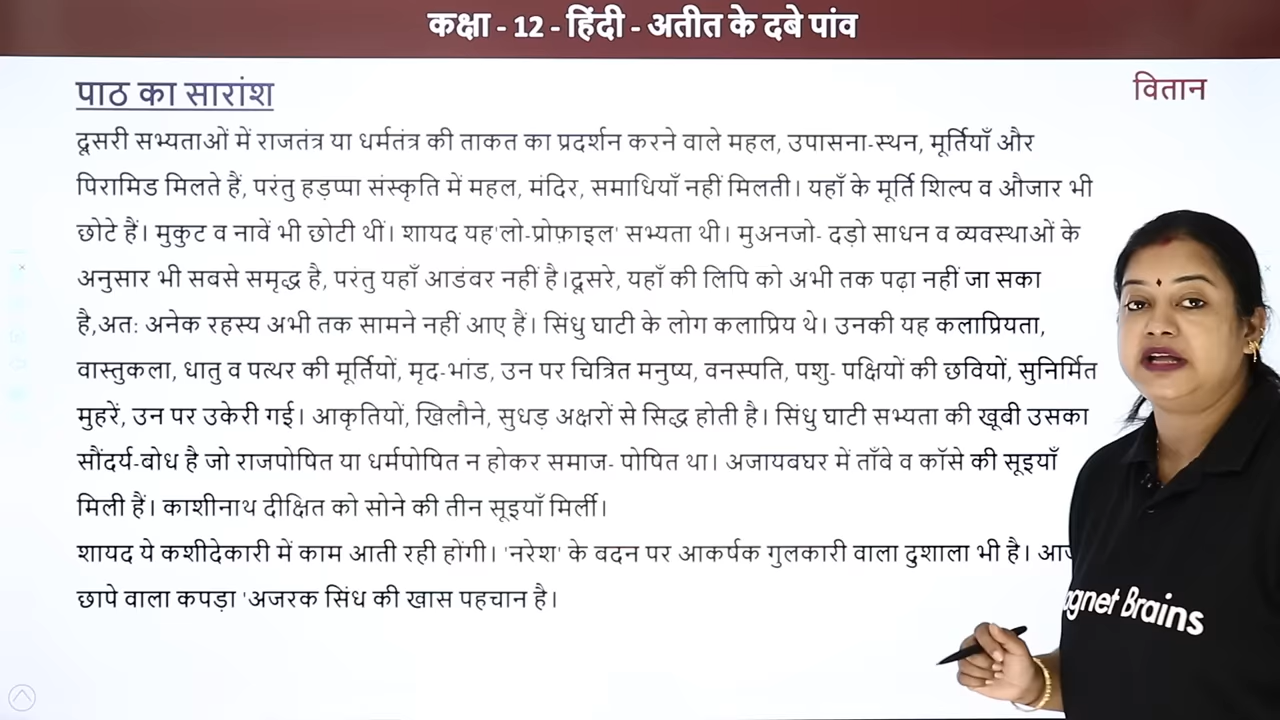 कक्षा - 12 - हिंदी - अतीत के दबे पांव
पाठ का सारांश
वितान
दूसरी सभ्यताओं में राजतंत्र या धर्मतंत्र की ताकत का प्रदर्शन करने वाले महल, उपासना-स्थन, मूर्तियाँ और
पिरामिड मिलते हैं, परंतु हड़प्पा संस्कृति में महल, मंदिर, समाधियाँ नहीं मिलती। यहाँ के मूर्ति शिल्प व औजार भी
छोटे हैं। मुकुट व नावें भी छोटी थीं। शायद यह'लो-प्रोफ़ाइल' सभ्यता थी। मुअनजो- दड़ो साधन व व्यवस्थाओं के
अनुसार भी सबसे समृद्ध है, परंतु यहाँ आडंबर नहीं है।दूसरे, यहाँ की लिपि को अभी तक पढ़ा नहीं जा सका
है,अत: अनेक रहस्य अभी तक सामने नहीं आए हैं। सिंधु घाटी के लोग कलाप्रिय थे। उनकी यह कलाप्रियता,
वास्तुकला, धातु व पत्थर की मूर्तियों, मृद-भांड, उन पर चित्रित मनुष्य, वनस्पति, पशु- पक्षियों की छवियों, सुनिर्मित
मुहरें, उन पर उकेरी गई। आकृतियों, खिलौने, सुधड़ अक्षरों से सिद्ध होती है। सिंधु घाटी सभ्यता की खूबी उसका
सौंदर्य-बोध है जो राजपोषित या धर्मपोषित न होकर समाज- पोषित था। अजायबघर में ताँवे व काँसे की सूइयाँ
मिली हैं। काशीनाथ दीक्षित को सोने की तीन सूइयाँ मिलीं।
शायद ये कशीदेकारी में काम आती रही होंगी। 'नरेश' के बदन पर आकर्षक गुलकारी वाला दुशाला भी है। 
छापे वाला कपड़ा 'अजरक सिंध की खास पहचान है।
agnet Brains